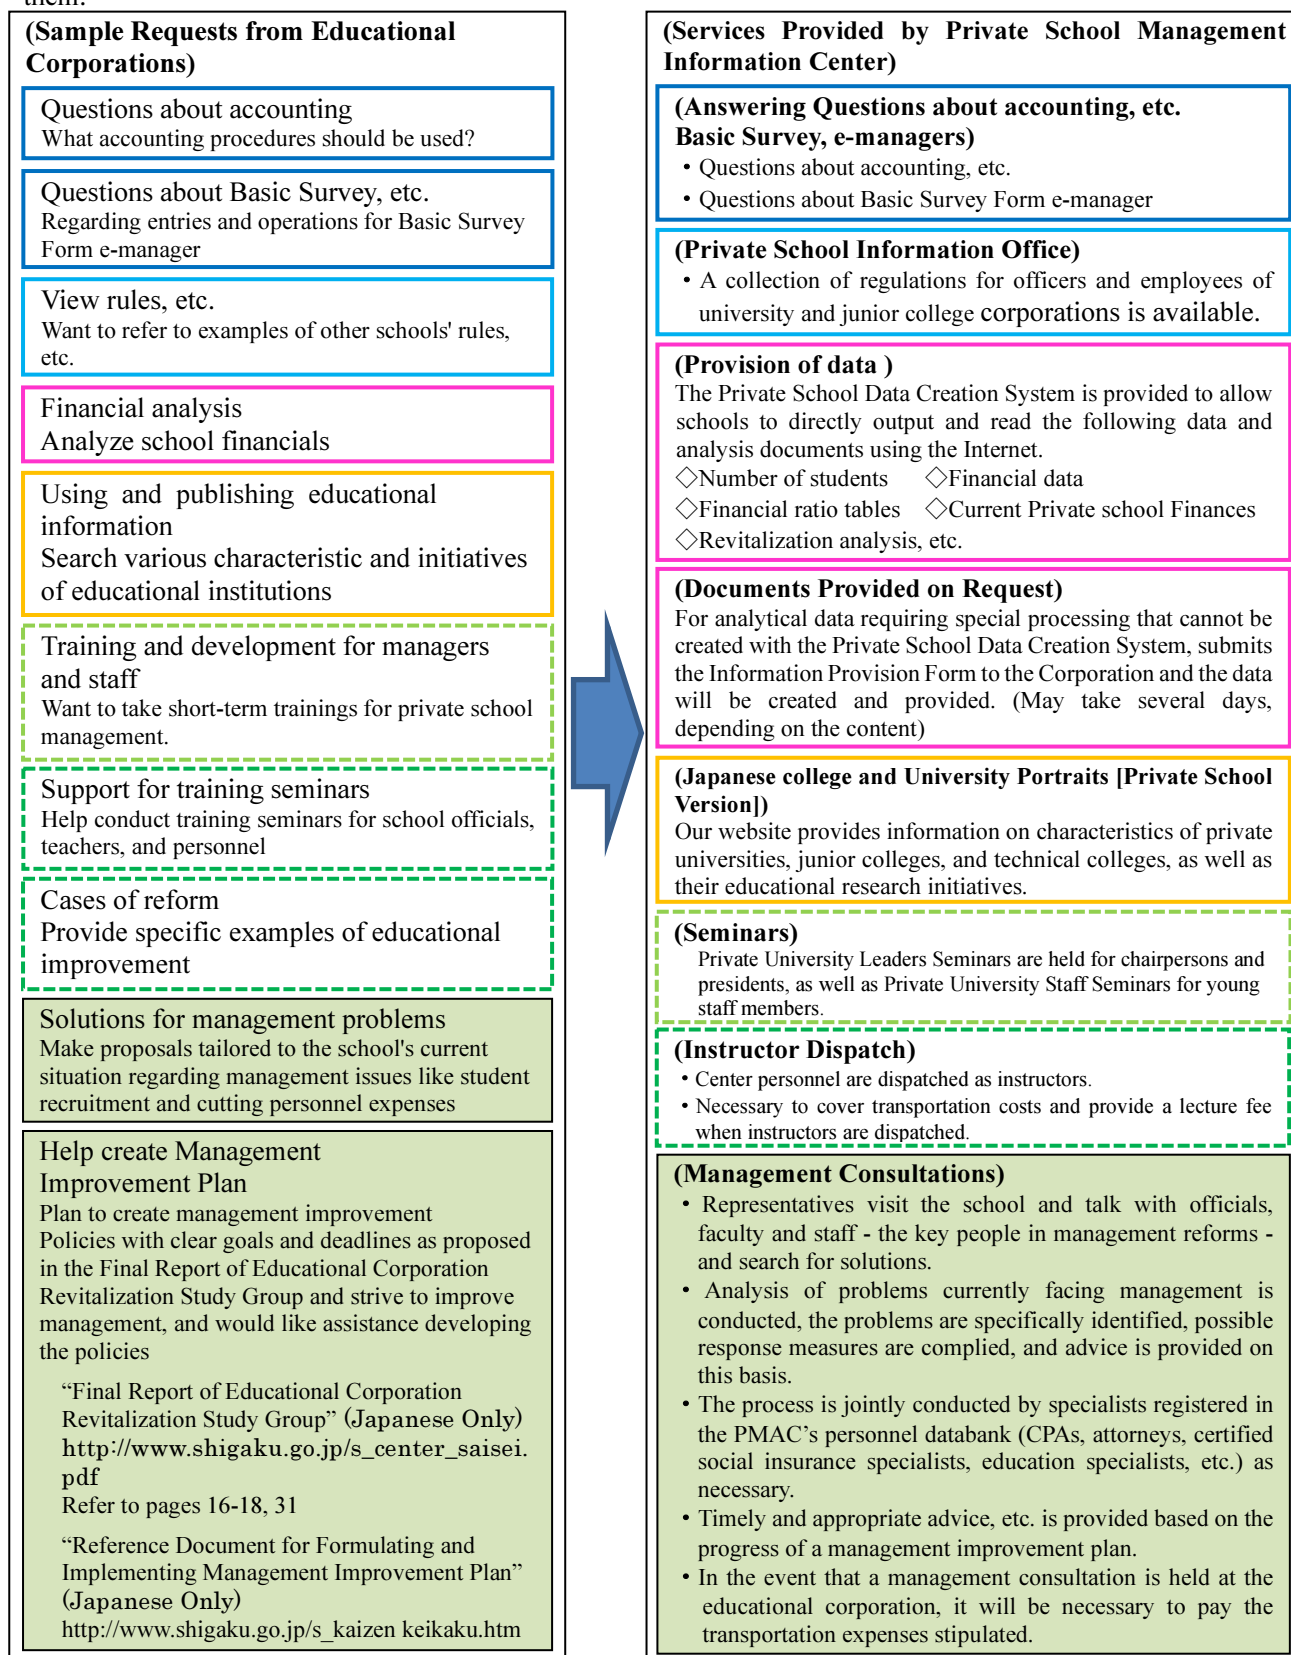 them.
(Sample Requests from Educational
Corporations)
Questions about accounting
What accounting procedures should be used?
Questions about Basic Survey, etc.
Regarding entries and operations for Basic Survey
Form e-manager
View rules, etc.
Want to refer to examples of other schools' rules,
etc.
Financial analysis
Analyze school financials
Using and publishing educational
information
Search various characteristic and initiatives
of educational institutions
Training and development for managers
and staff
Want to take short-term trainings for private school
management.
Support for training seminars
Help conduct training seminars for school officials,
teachers, and personnel
Cases of reform
Provide specific examples of educational
improvement
Solutions for management problems
Make proposals tailored to the school's current
situation regarding management issues like student
recruitment and cutting personnel expenses
Help create Management
Improvement Plan
Plan to create management improvement
Policies with clear goals and deadlines as proposed
in the Final Report of Educational Corporation
Revitalization Study Group and strive to improve
management, and would like assistance developing
the policies
“Final Report of Educational Corporation
Revitalization Study Group” (Japanese Only)
http://www.shigaku.go.jp/s_center_saisei.
pdf
Refer to pages 16-18, 31
“Reference Document for Formulating and
Implementing Management Improvement Plan”
(Japanese Only)
http://www.shigaku.go.jp/s_kaizen keikaku.htm
(Services Provided by Private School Management
Information Center)
(Answering Questions about accounting, etc.
Basic Survey, e-managers)
・Questions about accounting, etc.
・Questions about Basic Survey Form e-manager
(Private School Information Office)
・A collection of regulations for officers and employees of
university and junior college corporations is available.
(Provision of data )
The Private School Data Creation System is provided to allow
schools to directly output and read the following data and
analysis documents using the Internet.
◇Number of students ◇Financial data
◇Financial ratio tables ◇Current Private school Finances
◇Revitalization analysis, etc.
(Documents Provided on Request)
For analytical data requiring special processing that cannot be
created with the Private School Data Creation System, submits
the Information Provision Form to the Corporation and the data
will be created and provided. (May take several days,
depending on the content)
(Japanese college and University Portraits [Private School
Version])
Our website provides information on characteristics of private
universities, junior colleges, and technical colleges, as well as
their educational research initiatives.
(Seminars)
Private University Leaders Seminars are held for chairpersons and
presidents, as well as Private University Staff Seminars for young
staff members.
(Instructor Dispatch)
・Center personnel are dispatched as instructors.
・Necessary to cover transportation costs and provide a lecture fee
when instructors are dispatched.
(Management Consultations)
・Representatives visit the school and talk with officials,
faculty and staff - the key people in management reforms -
and search for solutions.
・Analysis of problems currently facing management is
conducted, the problems are specifically identified, possible
response measures are complied, and advice is provided on
this basis.
・The process is jointly conducted by specialists registered in
the PMAC’s personnel databank (CPAs, attorneys, certified
social insurance specialists, education specialists, etc.) as
necessary.
・Timely and appropriate advice, etc. is provided based on the
progress of a management improvement plan.
・In the event that a management consultation is held at the
educational corporation, it will be necessary to pay the
transportation expenses stipulated.